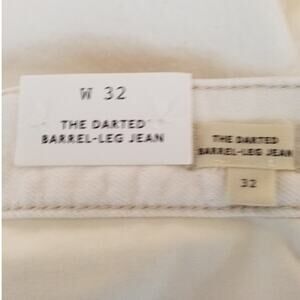 W 32
THE DARTED
BARREL-LEG JEAN
THE DARTED
BARREL-LEG JEAN
32